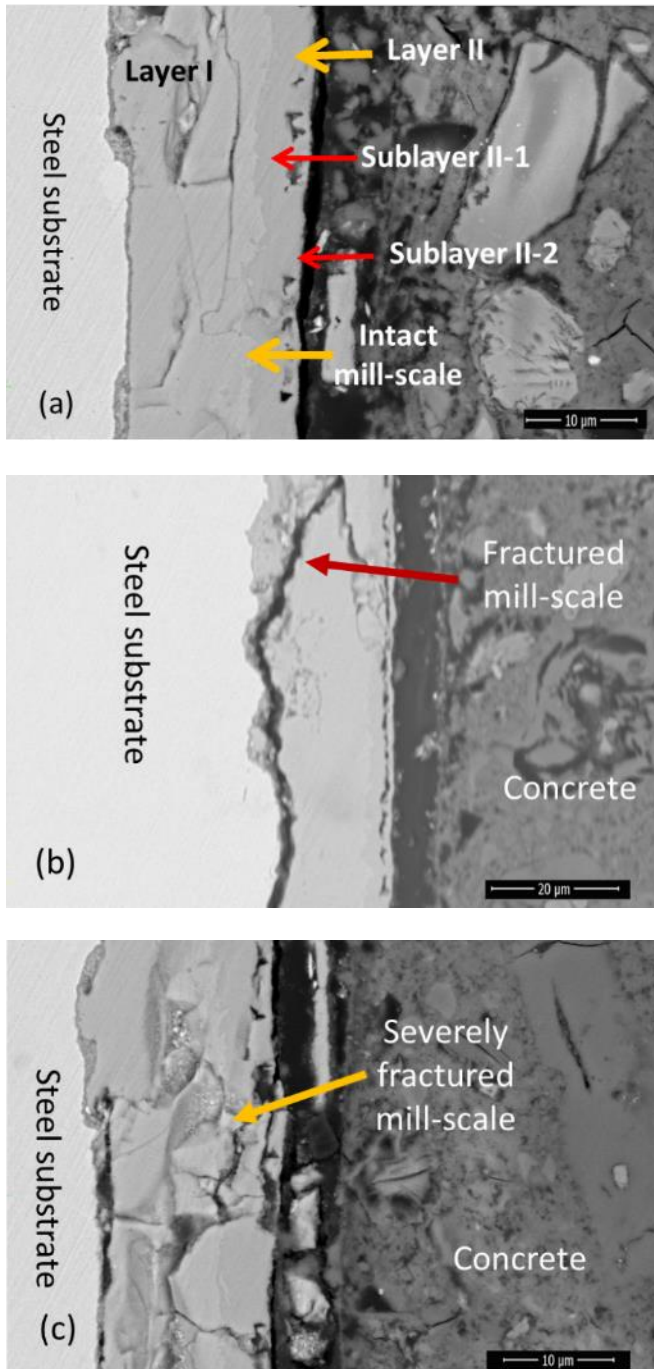 Layer I
Layer II
Steel substrate
Sublayer II-1
Sublayer II-2
Intact
mill-scale
(a)
10 µm
Steel substrate
Fractured
mill-scale
Concrete
(b)
20 µm
Steel substrate
Severely
fractured
mill-scale
Concrete
(c)
10 µm